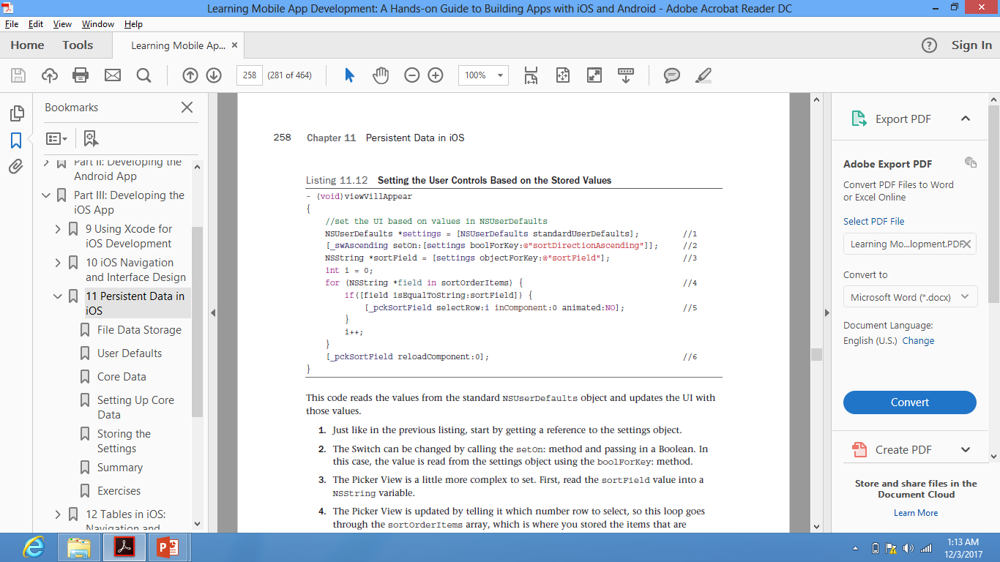 Learning Mobile App Development: A Hands-on Guide to Building Apps with iOS and Android - Adobe Acrobat Reader DC
File Edit View Window Help
Home Tools Learning Mobile Ap... × Sign In
258 (281 of 464) 100%
Bookmarks
Part II: Developing the
Android App
Part III: Developing the
iOS App
9 Using Xcode for
iOS Development
10 iOS Navigation
and Interface Design
11 Persistent Data in
iOS
File Data Storage
User Defaults
Core Data
Setting Up Core
Data
Storing the
Settings
Summary
Exercises
12 Tables in iOS:
Navigation and
258 Chapter 11 Persistent Data in iOS
Listing 11.12 Setting the User Controls Based on the Stored Values
- (void)viewVillAppear
{
//set the UI based on values in NSUserDefaults
NSUserDefaults *settings = [NSUserDefaults standardUserDefaults]; //1
[_swAscending setOn:[settings boolForKey:@"sortDirectionAscending"]]; //2
NSString *sortField = [settings objectForKey:@"sortField"]; //3
int i = 0;
for (NSString *field in sortOrderItems) { //4
if([field isEqualToString:sortField]) {
[_pckSortField selectRow:i inComponent:0 animated:NO]; //5
}
i++;
}
[_pckSortField reloadComponent:0]; //6
}
This code reads the values from the standard NSUserDefaults object and updates the UI with
those values.
1. Just like in the previous listing, start by getting a reference to the settings object.
2. The Switch can be changed by calling the setOn: method and passing in a Boolean. In
this case, the value is read from the settings object using the boolForKey: method.
3. The Picker View is a little more complex to set. First, read the sortField value into a
NSString variable.
4. The Picker View is updated by telling it which number row to select, so this loop goes
through the sortOrderItems array, which is where you stored the items that are
Export PDF
Adobe Export PDF
Convert PDF Files to Word
or Excel Online
Select PDF File
Learning Mo...lopment.PDF
Convert to
Microsoft Word (*.docx)
Document Language:
English (U.S.) Change
Convert
Create PDF
Store and share files in the
Document Cloud
Learn More
1:13 AM
12/3/2017